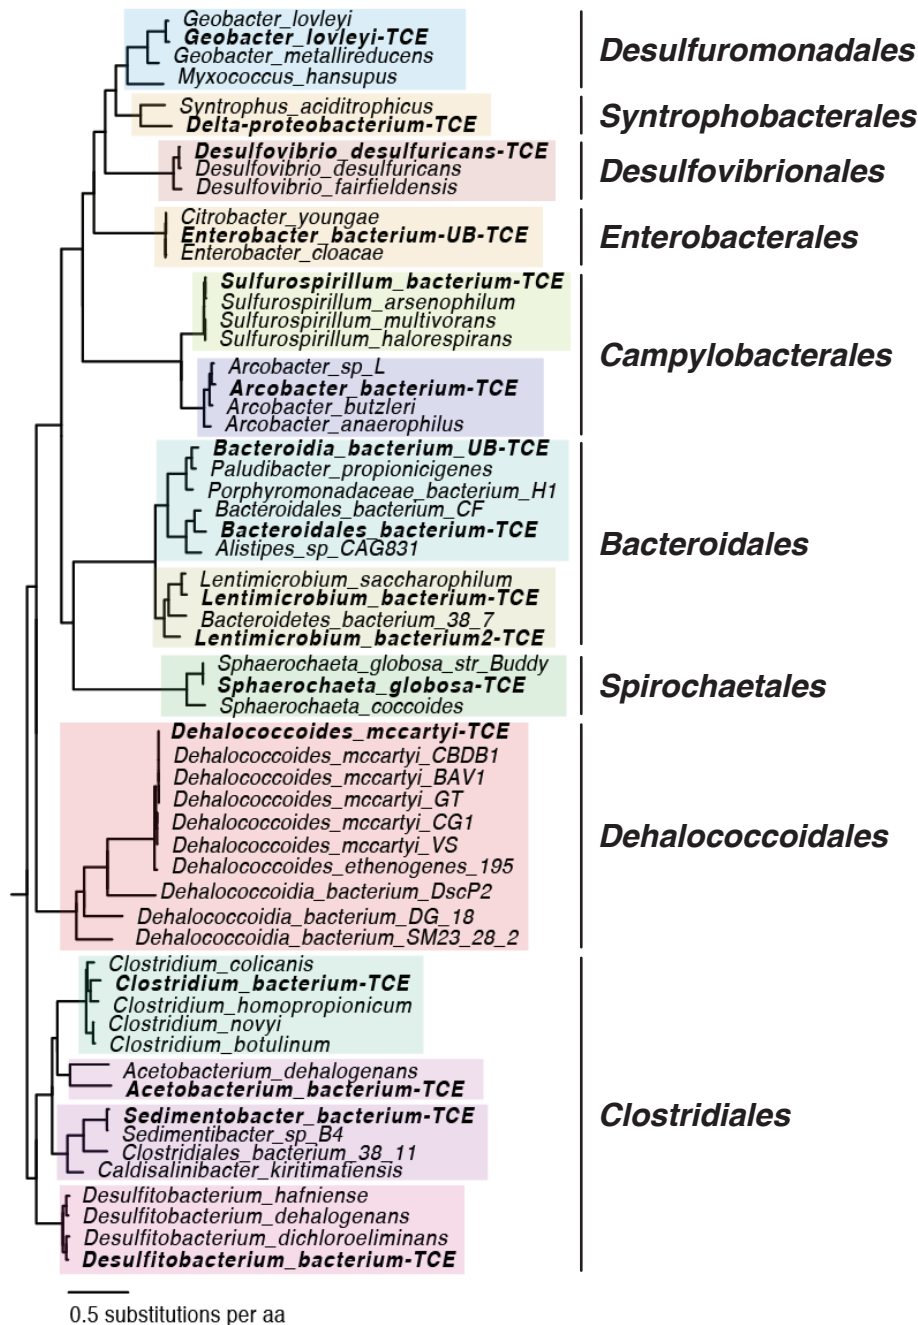 Geobacter_lovleyi
Geobacter_lovleyi-TCE
Geobacter_metallireducens
Myxococcus_hansupus
Desulfuromonadales
Syntrophus_aciditrophicus
Delta-proteobacterium-TCE
Syntrophobacterales
Desulfovibrio_desulfuricans-TCE
Desulfovibrio_desulfuricans
Desulfovibrio_fairfieldensis
Desulfovibrionales
Citrobacter_youngae
Enterobacter_bacterium-UB-TCE
Enterobacter_cloacae
Enterobacterales
Sulfurospirillum_bacterium-TCE
Sulfurospirillum_arsenophilum
Sulfurospirillum_multivorans
Sulfurospirillum_halorespirans
Arcobacter_sp_L
Arcobacter_bacterium-TCE
Arcobacter_butzleri
Arcobacter_anaerophilus
Campylobacterales
Bacteroidia_bacterium_UB-TCE
Paludibacter_propionicigenes
Porphyromonadaceae_bacterium_H1
Bacteroidales_bacterium_CF
Bacteroidales_bacterium-TCE
Alistipes_sp_CAG831
Lentimicrobium_saccharophilum
Lentimicrobium_bacterium-TCE
Bacteroidetes_bacterium_38_7
Lentimicrobium_bacterium2-TCE
Bacteroidales
Sphaerochaeta_globosa_str_Buddy
Sphaerochaeta_globosa-TCE
Sphaerochaeta_coccoides
Spirochaetales
Dehalococcoides_mccartyi-TCE
Dehalococcoides_mccartyi_CBDB1
Dehalococcoides_mccartyi_BAV1
Dehalococcoides_mccartyi_GT
Dehalococcoides_mccartyi_CG1
Dehalococcoides_mccartyi_VS
Dehalococcoides_ethenogenes_195
Dehalococcoidia_bacterium_DscP2
Dehalococcoidia_bacterium_DG_18
Dehalococcoidia_bacterium_SM23_28_2
Dehalococcoidales
Clostridium_colicanis
Clostridium_bacterium-TCE
Clostridium_homopropionicum
Clostridium_novyi
Clostridium_botulinum
Acetobacterium_dehalogenans
Acetobacterium_bacterium-TCE
Sedimentobacter_bacterium-TCE
Sedimentibacter_sp_B4
Clostridiales_bacterium_38_11
Caldisalinibacter_kiritimatiensis
Desulfitobacterium_hafniense
Desulfitobacterium_dehalogenans
Desulfitobacterium_dichloroeliminans
Desulfitobacterium_bacterium-TCE
Clostridiales
0.5 substitutions per aa